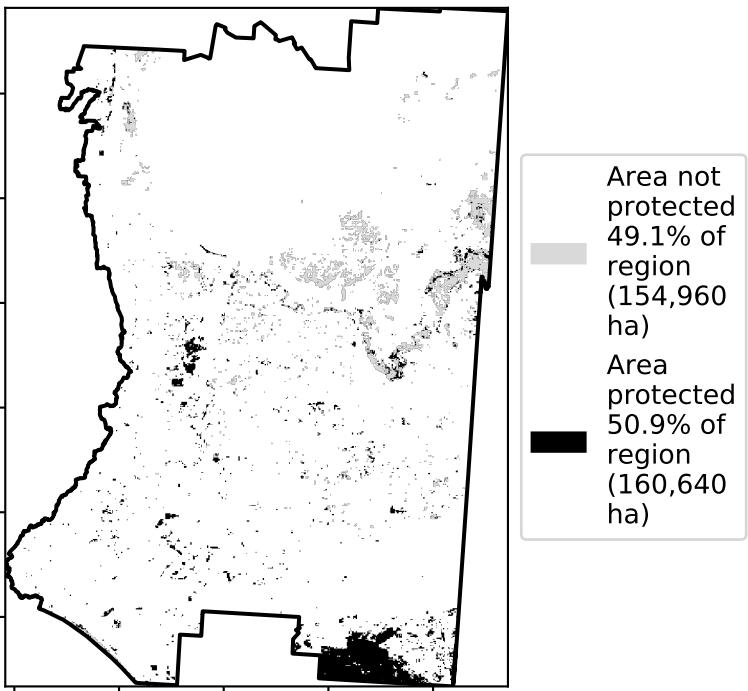 Area not
protected
49.1% of
region
(154,960
ha)
Area
protected
50.9% of
region
(160,640
ha)